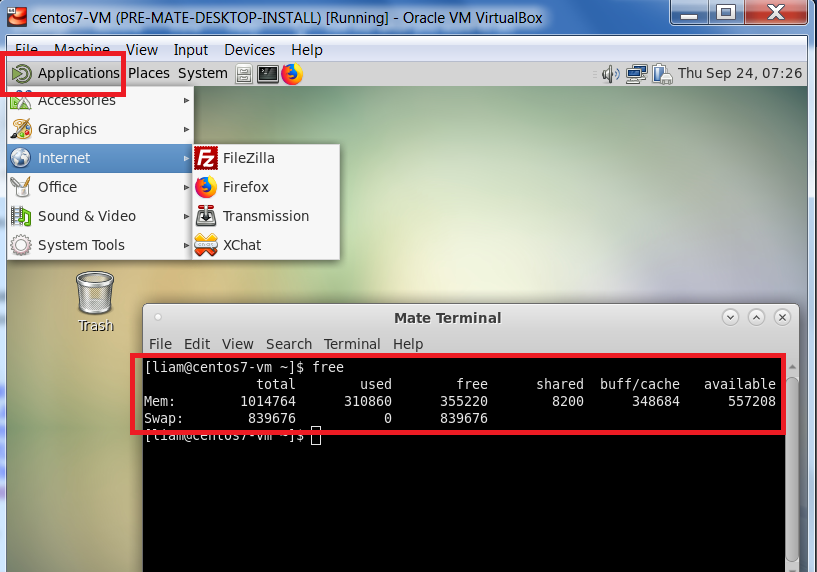 centos7-VM (PRE-MATE-DESKTOP-INSTALL) [Running] - Oracle VM VirtualBox
File Machine View Input Devices Help
Applications Places System Thu Sep 24, 07:26
Accessories
Graphics
Internet
Office
Sound & Video
System Tools
FileZilla
Firefox
Transmission
XChat
Trash
Mate Terminal
File Edit View Search Terminal Help
[liam@centos7-vm ~]$ free
total used free shared buff/cache available
Mem: 1014764 310860 355220 8200 348684 557208
Swap: 839676 0 839676
[liam@centos7-vm ~]$